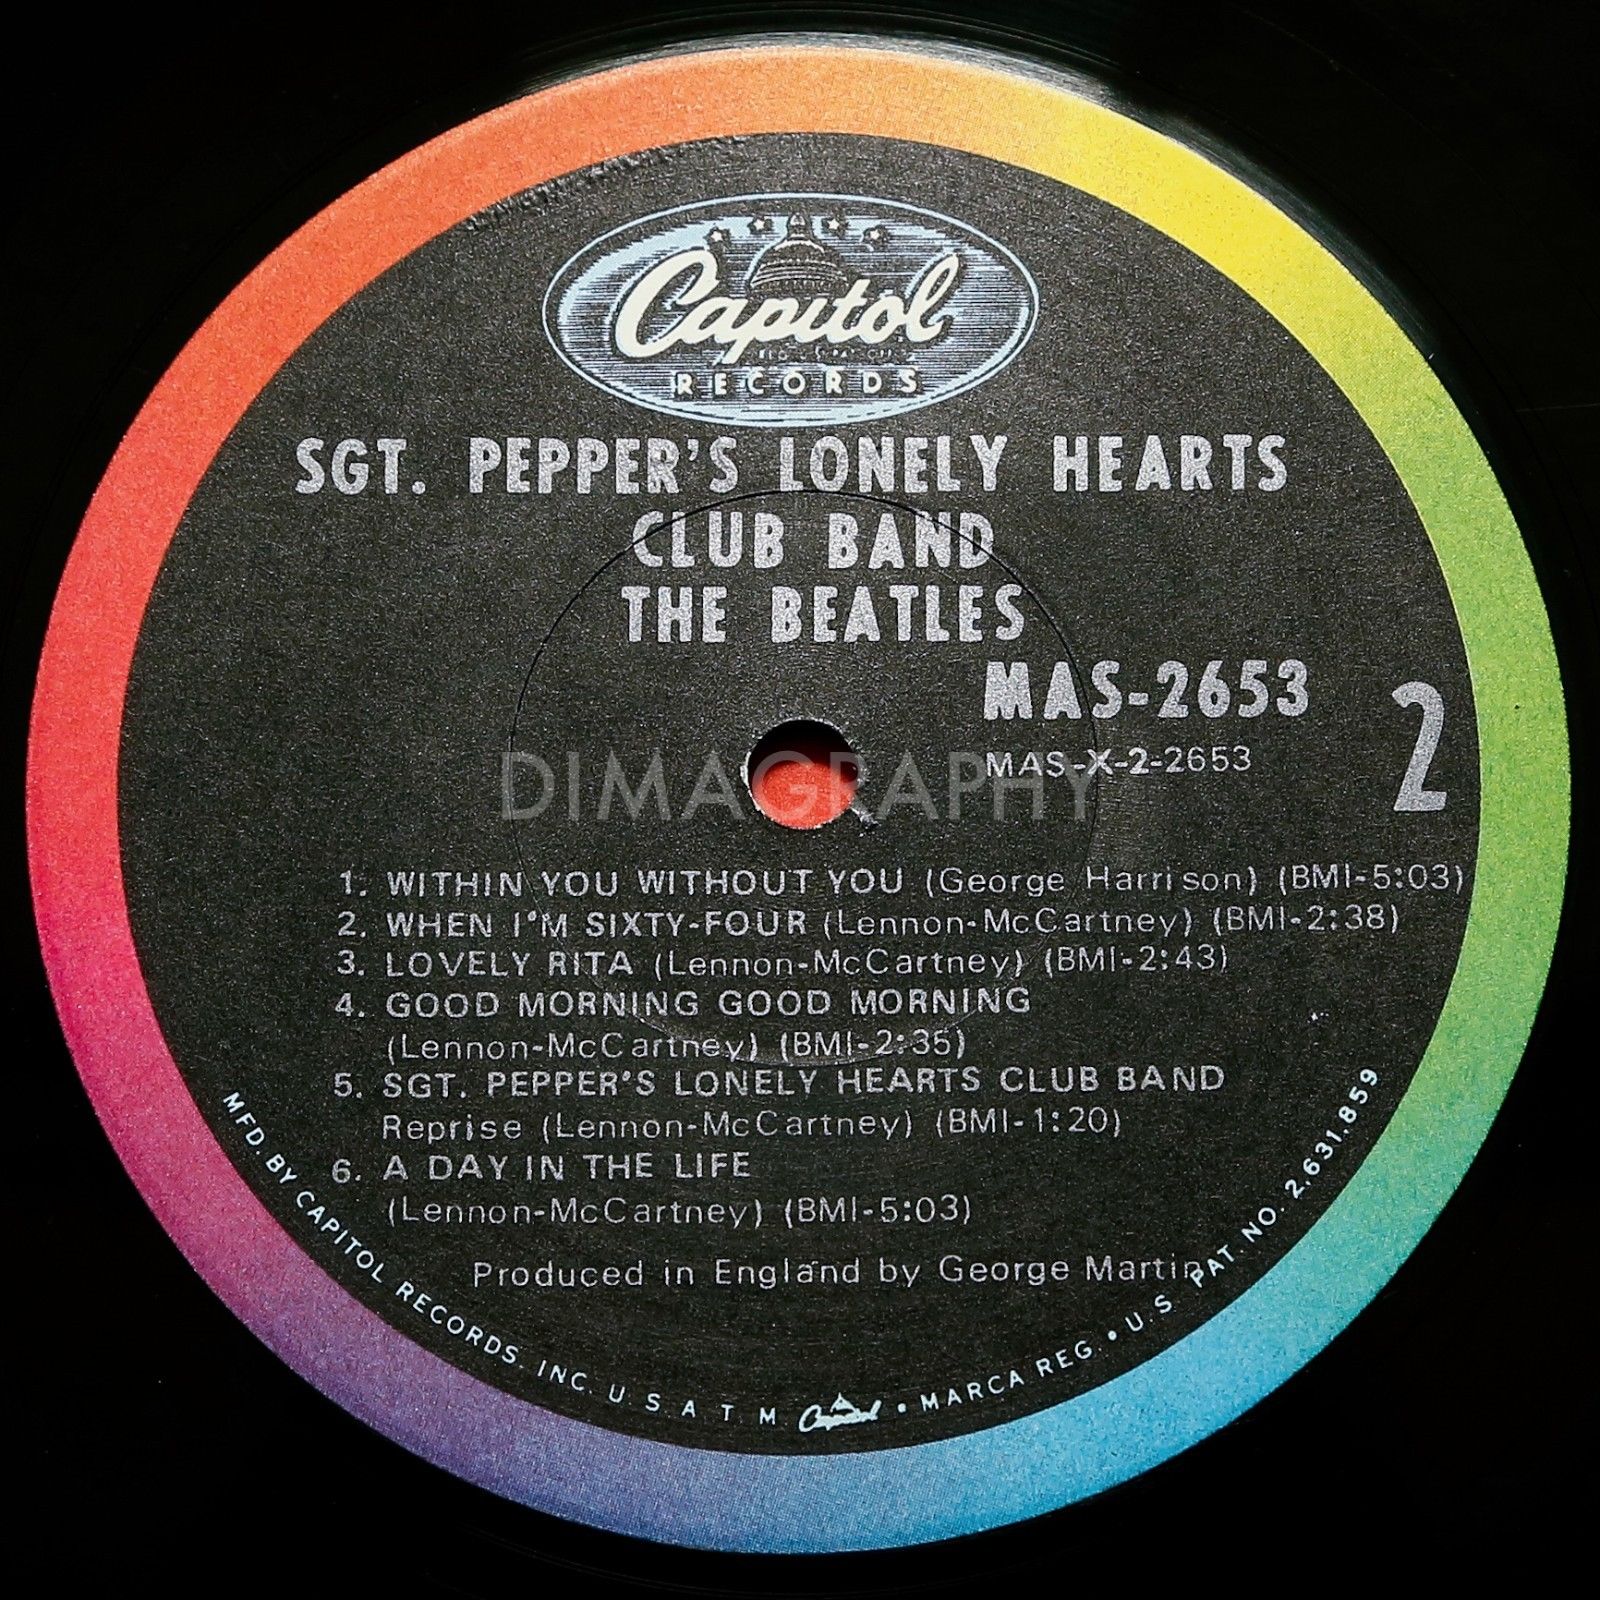 Capitol
RECORDS
SGT. PEPPER'S LONELY HEARTS
CLUB BAND
THE BEATLES
MAS-2653
MAS-X-2-2653
2
DIMAGRAPHY
1. WITHIN YOU WITHOUT YOU (George Harrison) (BMI-5:03)
2. WHEN I'M SIXTY-FOUR (Lennon-McCartney) (BMI-2:38)
3. LOVELY RITA (Lennon-McCartney) (BMI-2:43)
4. GOOD MORNING GOOD MORNING
(Lennon-McCartney) (BMI-2:35)
5. SGT. PEPPER'S LONELY HEARTS CLUB BAND
Reprise (Lennon-McCartney) (BMI-1:20)
6. A DAY IN THE LIFE
(Lennon-McCartney) (BMI-5:03)
Produced in England by George Martin
MFD. BY CAPITOL RECORDS, INC. U.S.A. T.M. Capitol • MARCA REG. • U.S. PAT. NO. 2,631,859